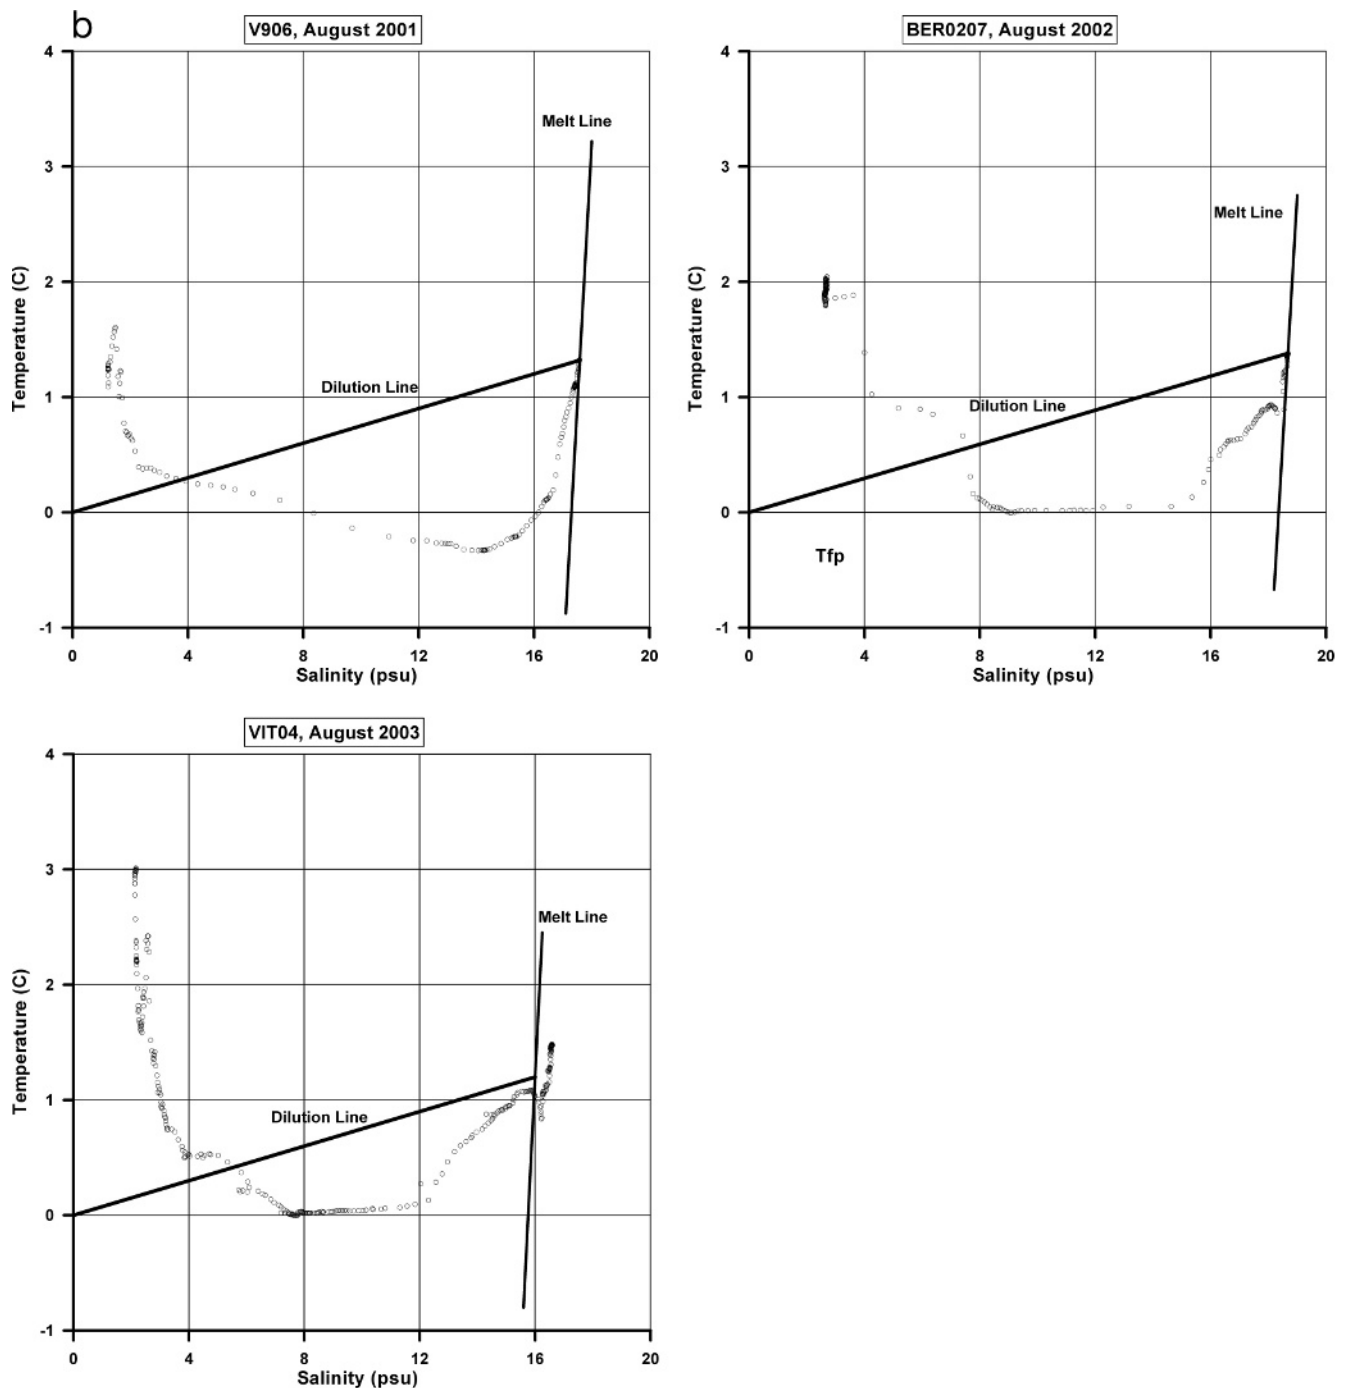 b
V906, August 2001
4
3
2
1
0
-1
Temperature (C)
Melt Line
Dilution Line
0 4 8 12 16 20
Salinity (psu)
BER0207, August 2002
4
3
2
1
0
-1
Temperature (C)
Melt Line
Dilution Line
Tfp
0 4 8 12 16 20
Salinity (psu)
VIT04, August 2003
4
3
2
1
0
-1
Temperature (C)
Melt Line
Dilution Line
0 4 8 12 16 20
Salinity (psu)